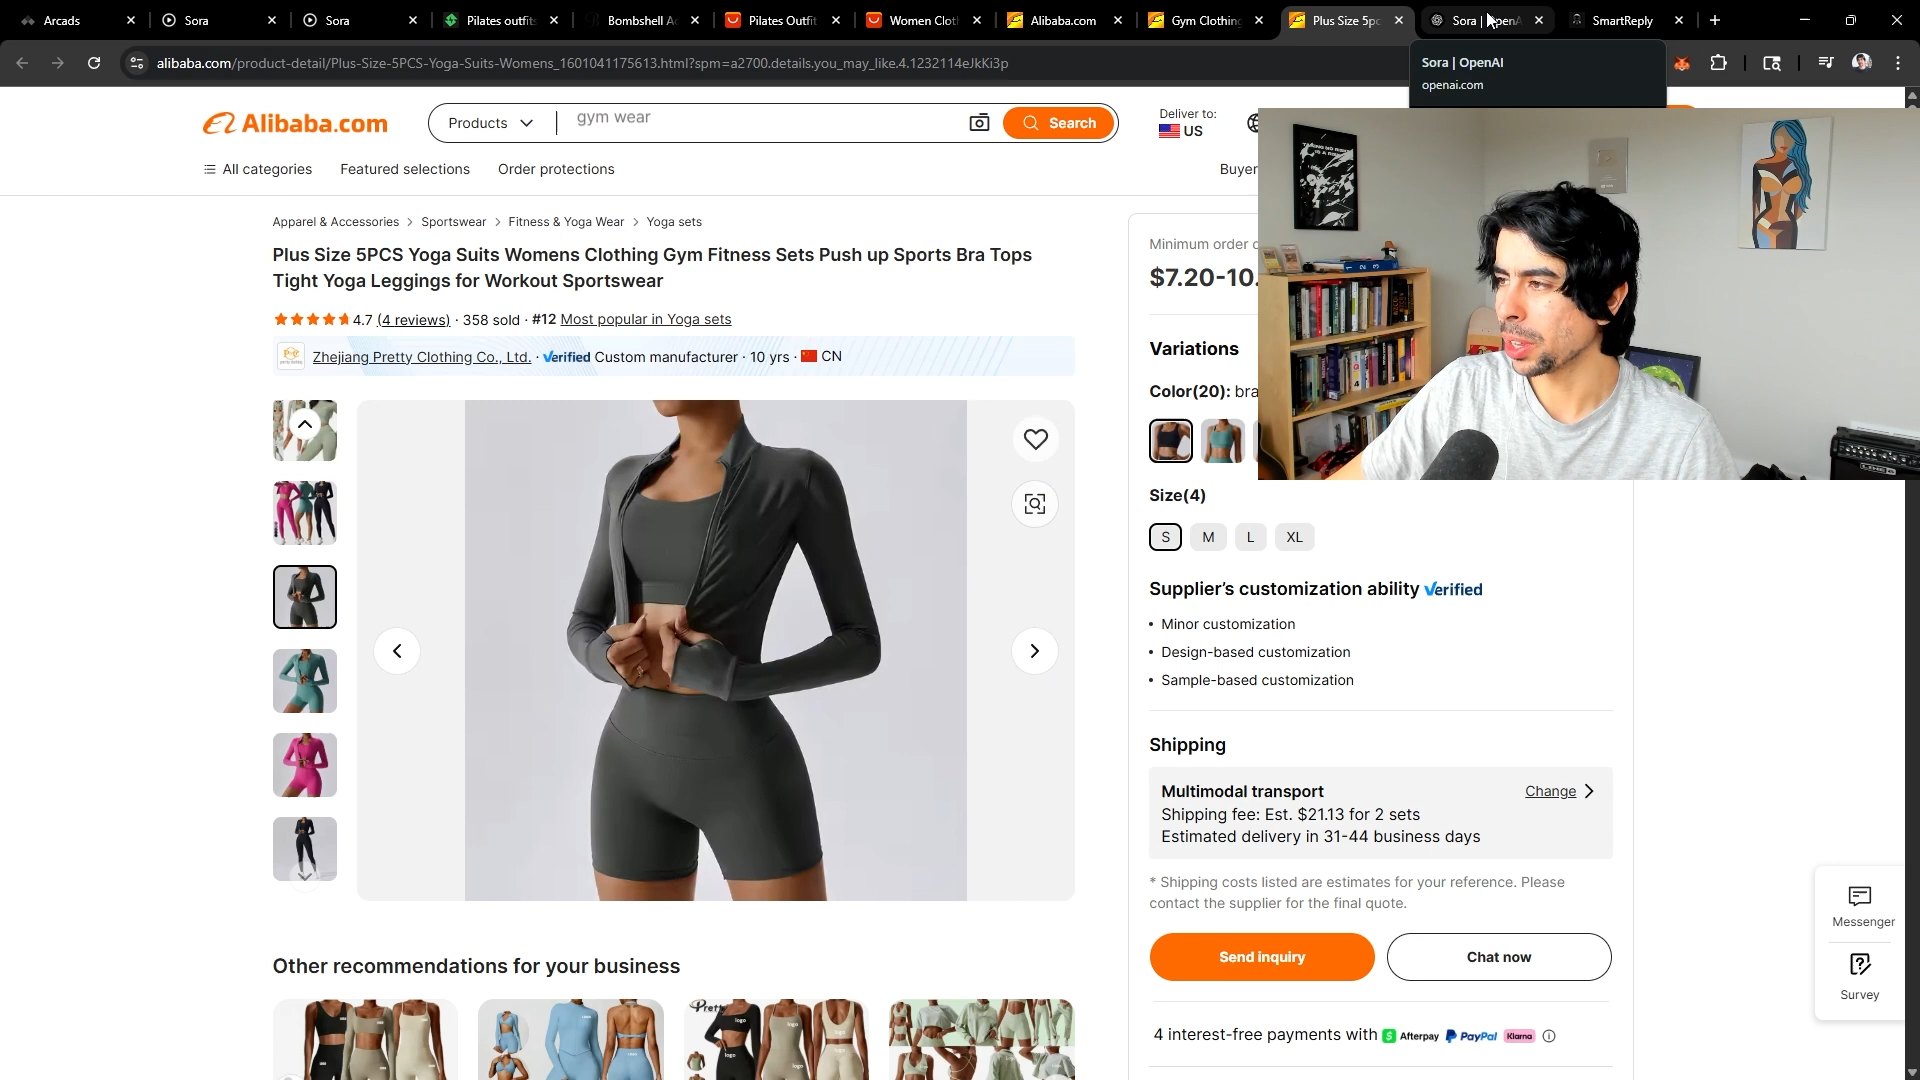 Arcads
Sora
Sora
Pilates outfits
Bombshell Ac
Pilates Outfit
Women Cloth
Alibaba.com
Gym Clothing
Plus Size 5pc
Sora | OpenA
SmartReply
alibaba.com/product-detail/Plus-Size-5PCS-Yoga-Suits-Womens_1601041175613.html?spm=a2700.details.you_may_like.4.1232114eJkKi3p
Sora | OpenAI
openai.com
Alibaba.com
Products
gym wear
Search
Deliver to:
US
All categories
Featured selections
Order protections
Buyer
Apparel & Accessories > Sportswear > Fitness & Yoga Wear > Yoga sets
Plus Size 5PCS Yoga Suits Womens Clothing Gym Fitness Sets Push up Sports Bra Tops
Tight Yoga Leggings for Workout Sportswear
4.7 (4 reviews) · 358 sold · #12 Most popular in Yoga sets
Zhejiang Pretty Clothing Co., Ltd. · Verified Custom manufacturer · 10 yrs · CN
Minimum order
$7.20-10.
Variations
Color(20): bra
Size(4)
S
M
L
XL
Supplier's customization ability Verified
• Minor customization
• Design-based customization
• Sample-based customization
Shipping
Multimodal transport
Change
Shipping fee: Est. $21.13 for 2 sets
Estimated delivery in 31-44 business days
* Shipping costs listed are estimates for your reference. Please
contact the supplier for the final quote.
Send inquiry
Chat now
4 interest-free payments with Afterpay PayPal Klarna
Messenger
Survey
Other recommendations for your business
logo
logo
logo
logo